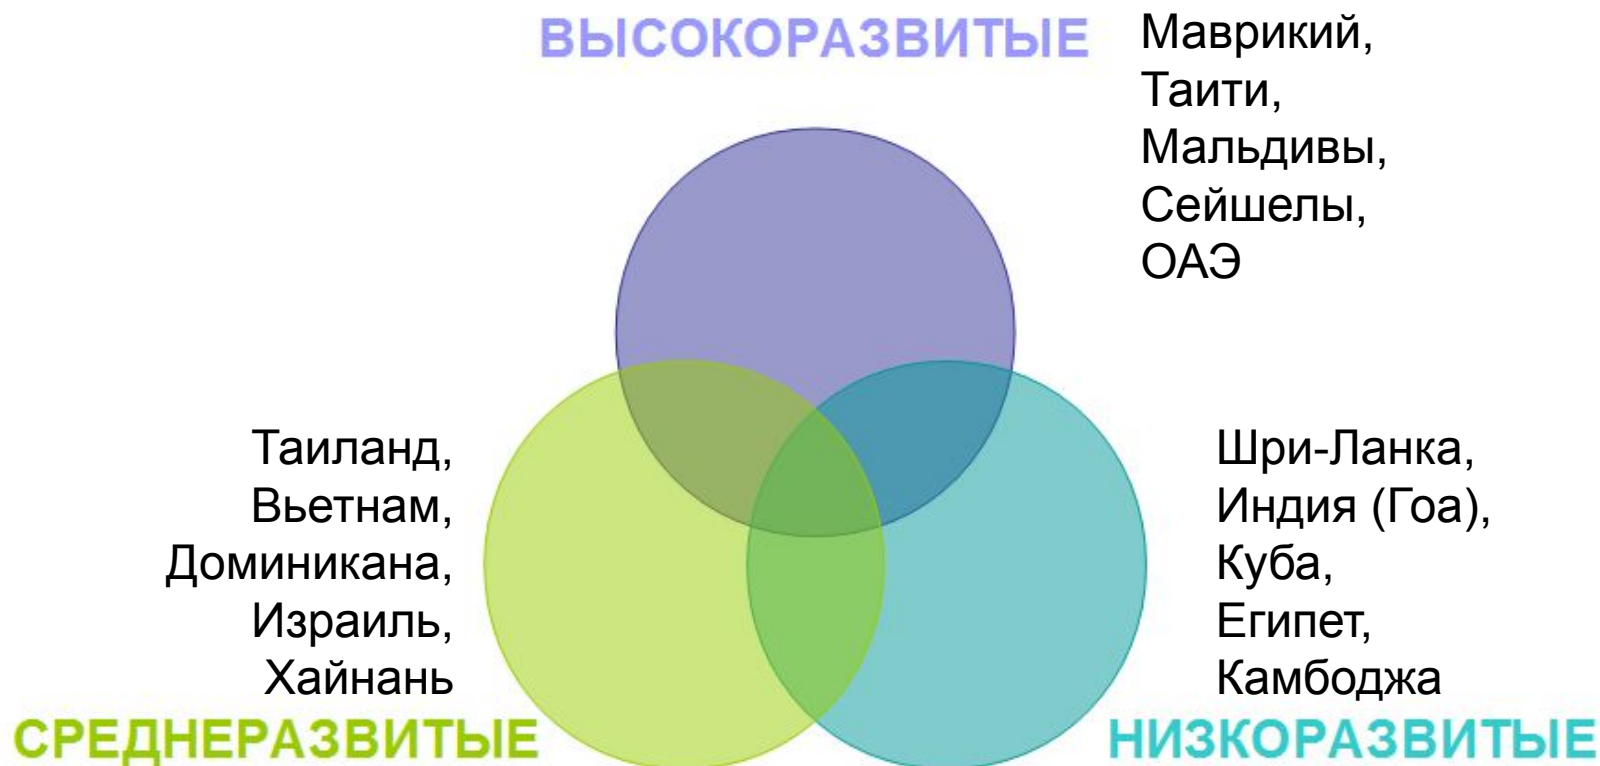 ВЫСОКОРАЗВИТЫЕ
Маврикий,
Таити,
Мальдивы,
Сейшелы,
ОАЭ
Таиланд,
Вьетнам,
Доминикана,
Израиль,
Хайнань
СРЕДНЕРАЗВИТЫЕ
Шри-Ланка,
Индия (Гоа),
Куба,
Египет,
Камбоджа
НИЗКОРАЗВИТЫЕ